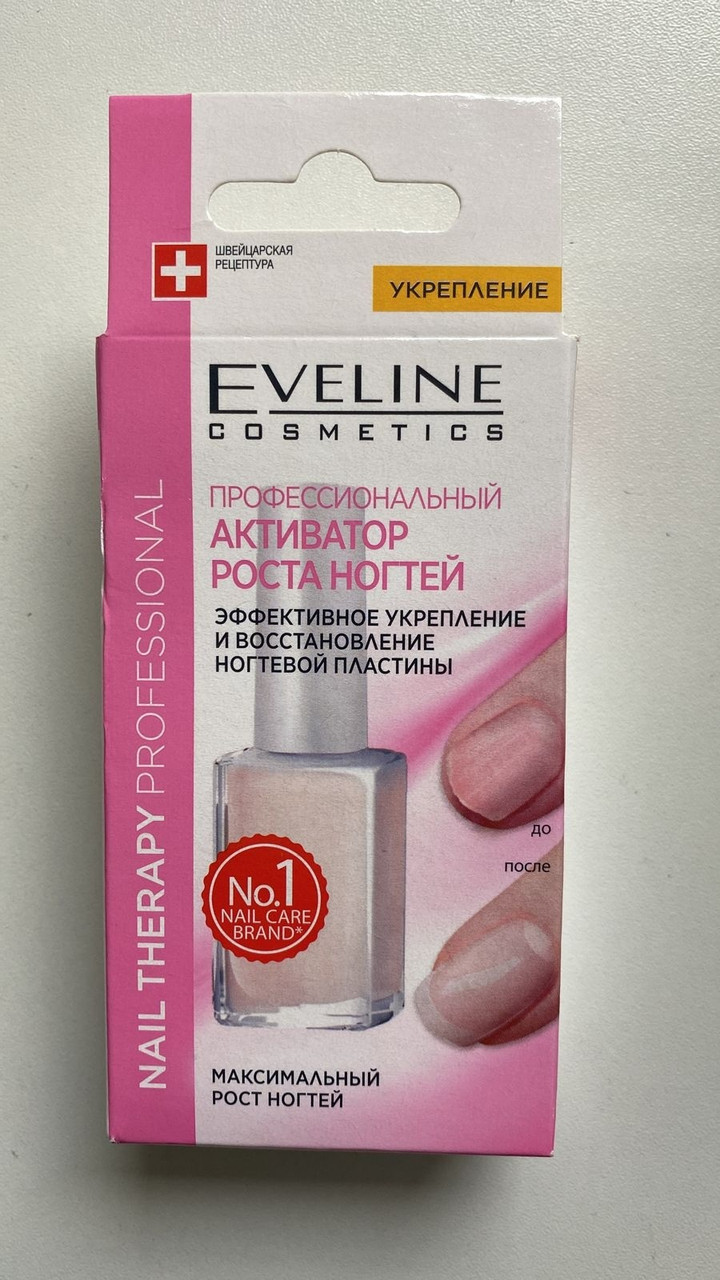 ШВЕЙЦАРСКАЯ
РЕЦЕПТУРА
УКРЕПЛЕНИЕ
EVELINE
COSMETICS
ПРОФЕССИОНАЛЬНЫЙ
АКТИВАТОР
РОСТА НОГТЕЙ
ЭФФЕКТИВНОЕ УКРЕПЛЕНИЕ
И ВОССТАНОВЛЕНИЕ
НОГТЕВОЙ ПЛАСТИНЫ
NAIL THERAPY PROFESSIONAL
до
после
No.1
NAIL CARE
BRAND*
МАКСИМАЛЬНЫЙ
РОСТ НОГТЕЙ